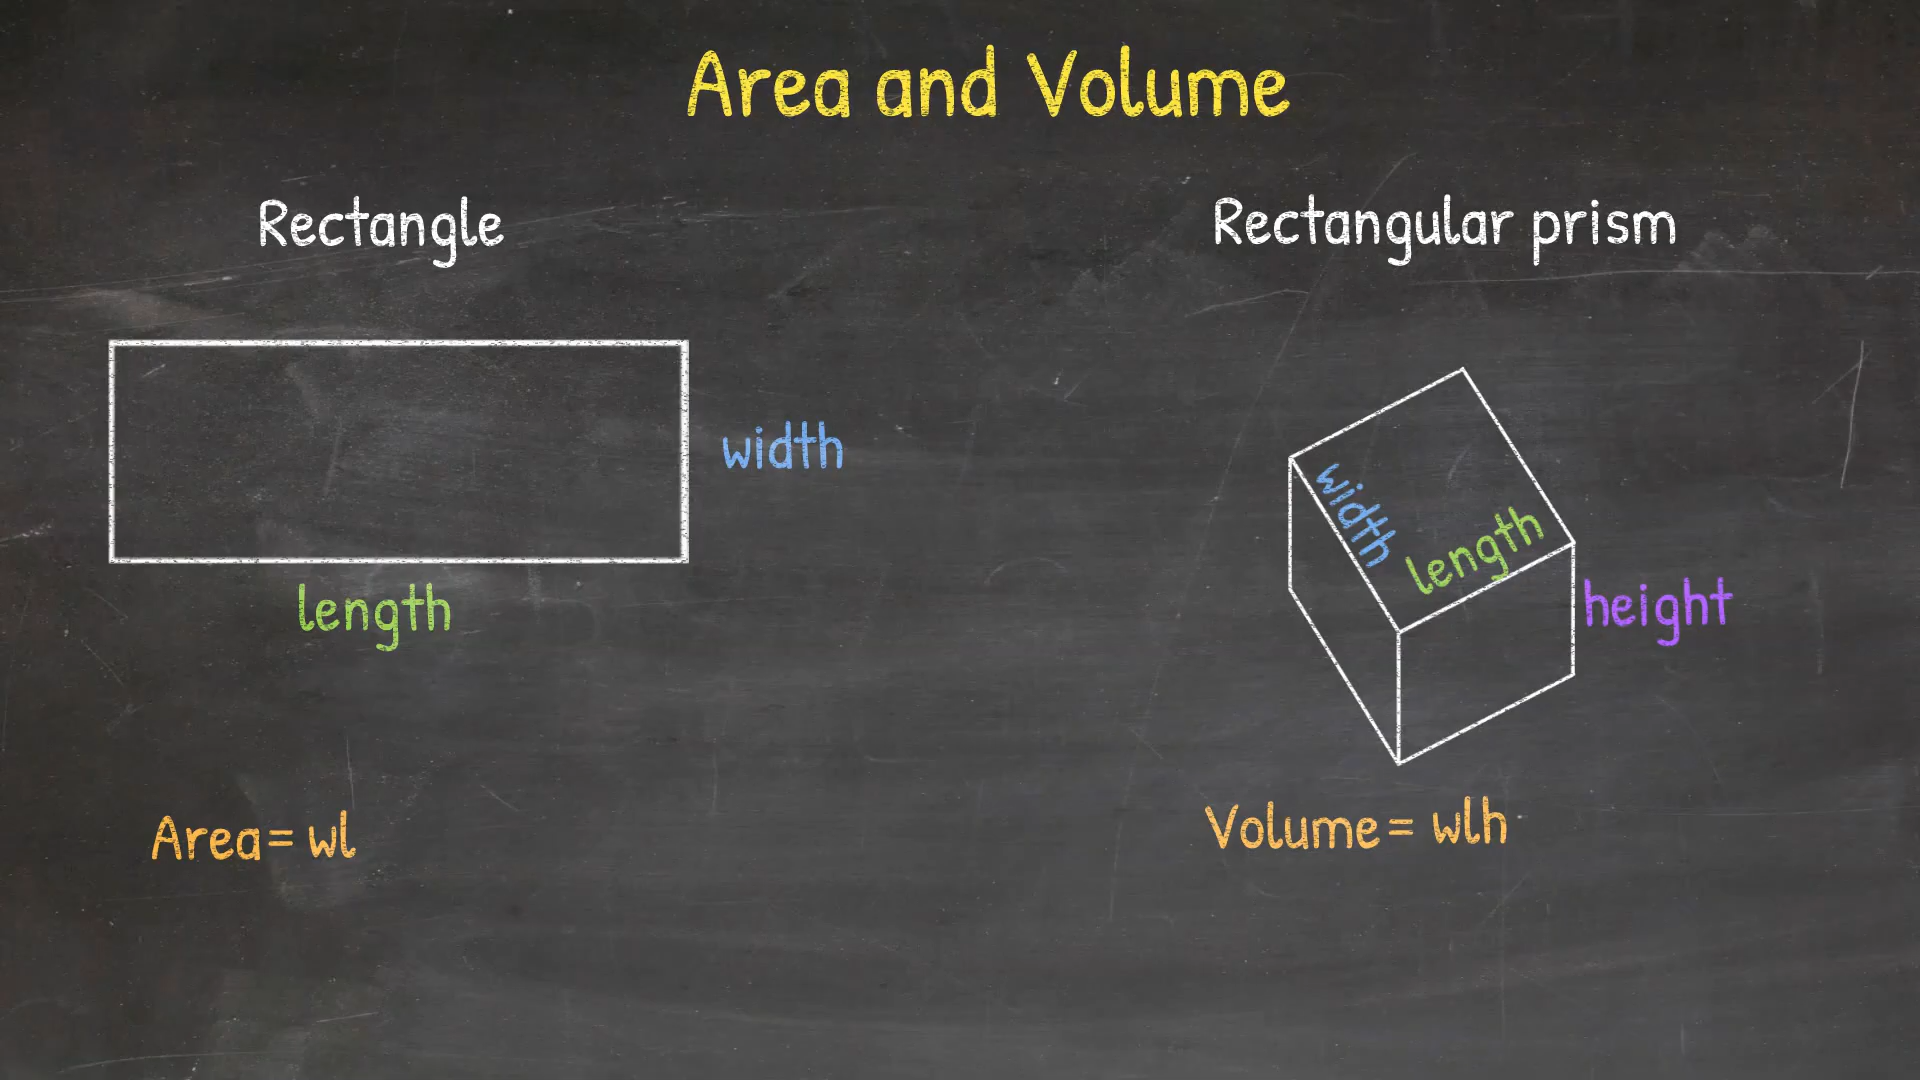 Area and Volume
Rectangle
width
length
Area= wl
Rectangular prism
width
length
height
Volume= wlh